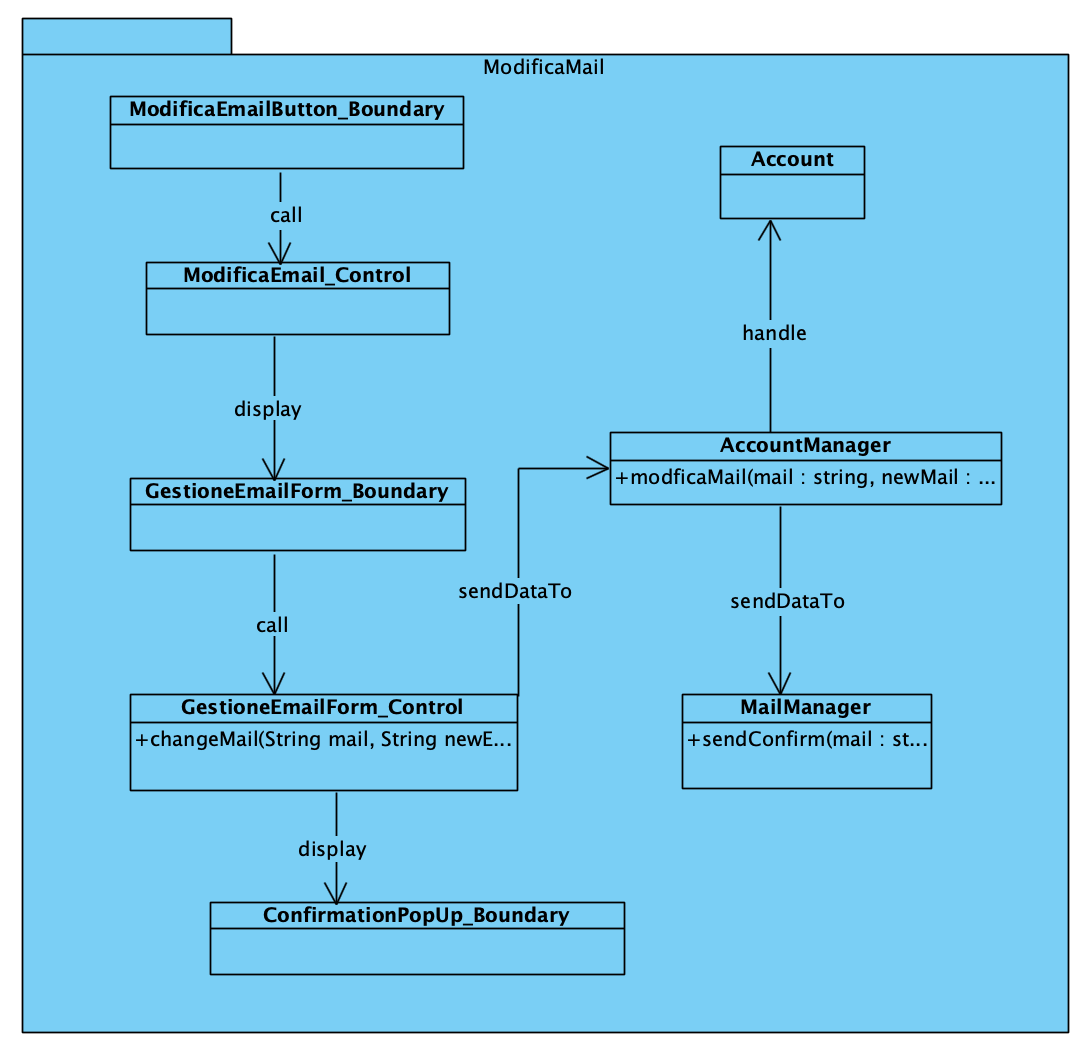 ModificaMail
ModificaEmailButton_Boundary
Account
call
ModificaEmail_Control
handle
display
AccountManager
+modficaMail(mail : string, newMail : ...
GestioneEmailForm_Boundary
sendDataTo
sendDataTo
call
GestioneEmailForm_Control
+changeMail(String mail, String newE...
MailManager
+sendConfirm(mail : st...
display
ConfirmationPopUp_Boundary